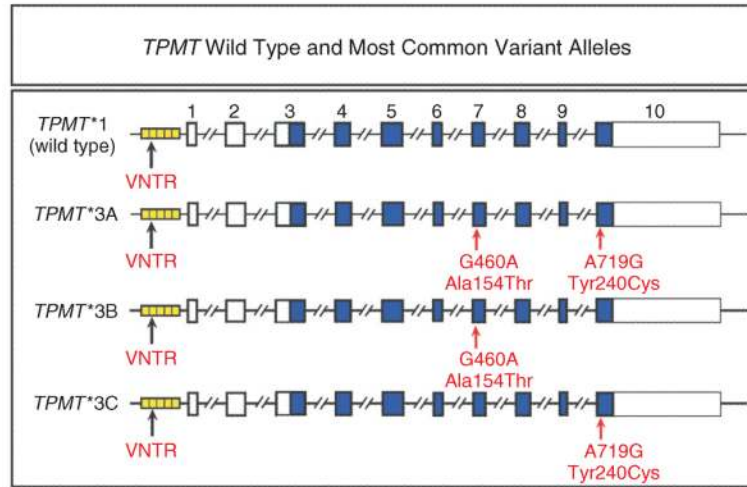 TPMT Wild Type and Most Common Variant Alleles
1 2 3 4 5 6 7 8 9 10
TPMT*1
(wild type)
VNTR
TPMT*3A
VNTR
G460A
Ala154Thr
A719G
Tyr240Cys
TPMT*3B
VNTR
G460A
Ala154Thr
TPMT*3C
VNTR
A719G
Tyr240Cys